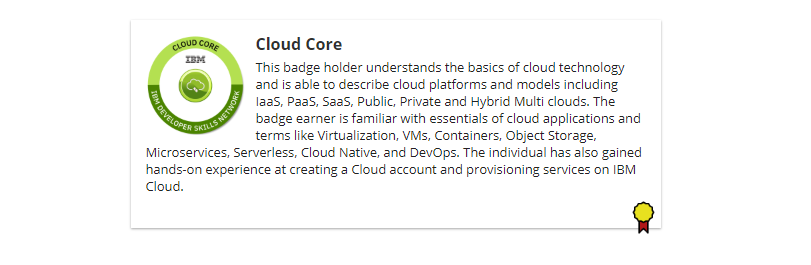 CLOUD CORE
IBM
IBM DEVELOPER SKILLS NETWORK
Cloud Core
This badge holder understands the basics of cloud technology
and is able to describe cloud platforms and models including
IaaS, PaaS, SaaS, Public, Private and Hybrid Multi clouds. The
badge earner is familiar with essentials of cloud applications and
terms like Virtualization, VMs, Containers, Object Storage,
Microservices, Serverless, Cloud Native, and DevOps. The individual has also gained
hands-on experience at creating a Cloud account and provisioning services on IBM
Cloud.